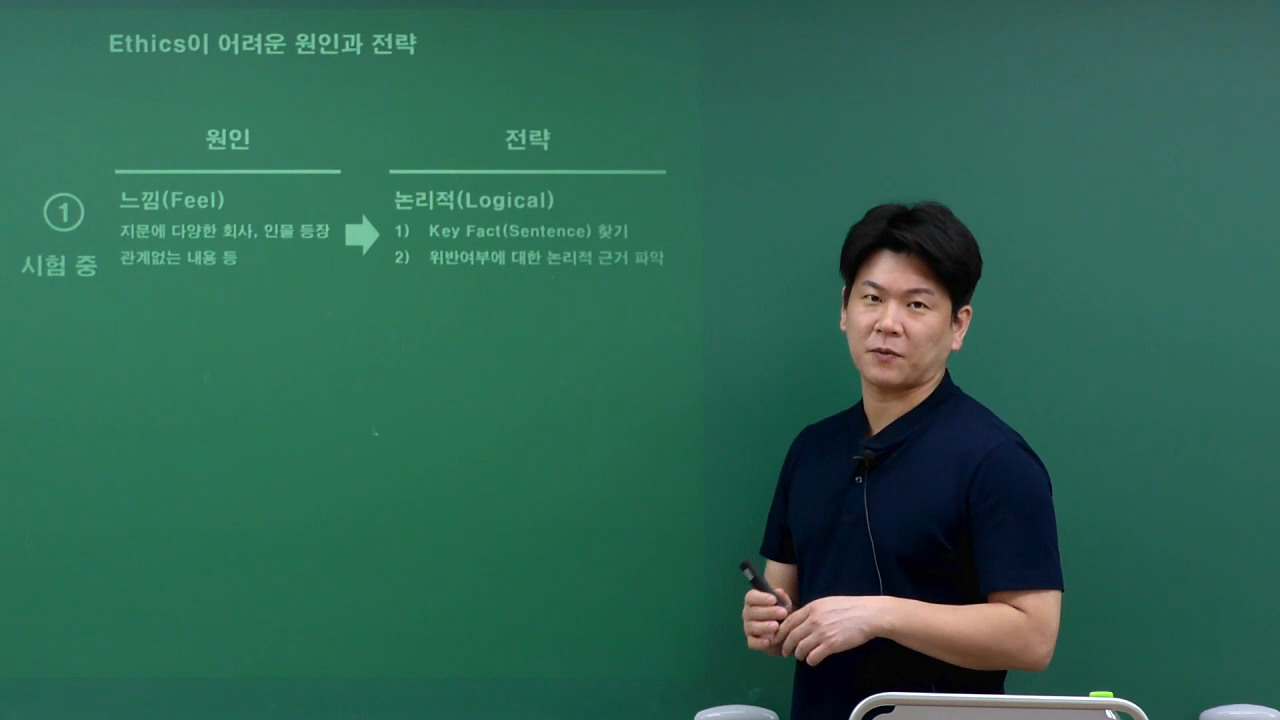 Ethics이 어려운 원인과 전략
원인
전략
1
시험 중
느낌(Feel)
지문에 다양한 회사, 인물 등장
관계없는 내용 등
논리적(Logical)
1) Key Fact(Sentence) 찾기
2) 위반여부에 대한 논리적 근거 파악